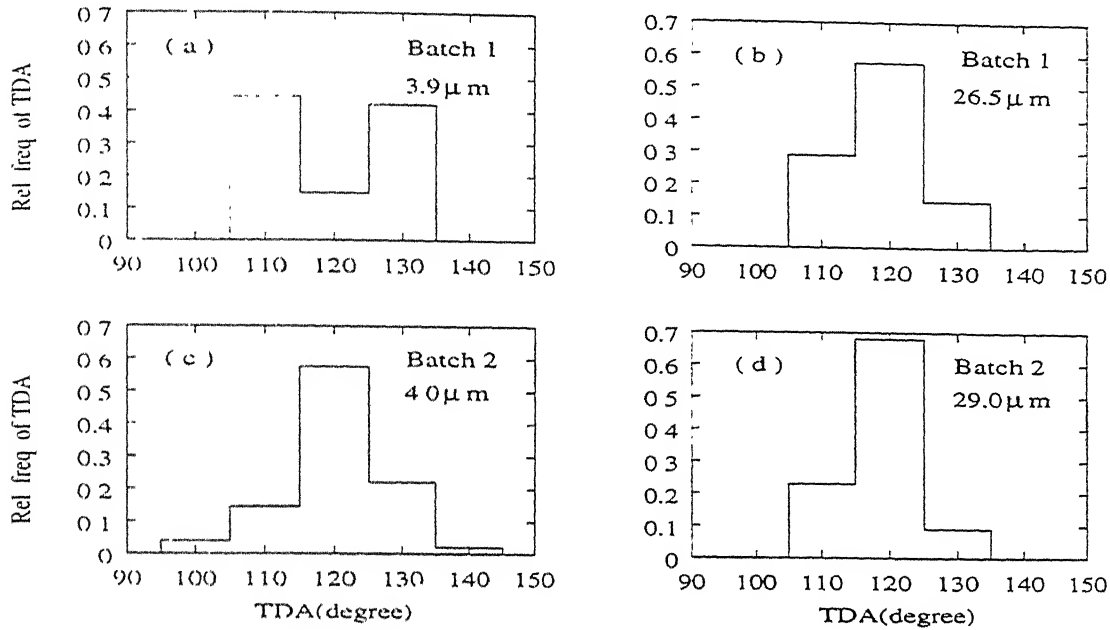 Rel freq of TDA
0 7
0 6
0 5
0 4
0 3
0 2
0.1
0
( a )
Batch 1
3.9 μ m
90 100 110 120 130 140 150
0.7
0.6
0.5
0 4
0 3
0 2
0.1
0
( b )
Batch 1
26.5 μ m
90 100 110 120 130 140 150
Rel freq of TDA
0 7
0.6
0.5
0.4
0.3
0 2
0 1
0
( c )
Batch 2
4 0 μ m
90 100 110 120 130 140 150
TDA(degree)
0.7
0.6
0 5
0 4
0 3
0.2
0.1
0
( d )
Batch 2
29.0 μ m
90 100 110 120 130 140 150
TDA(degree)